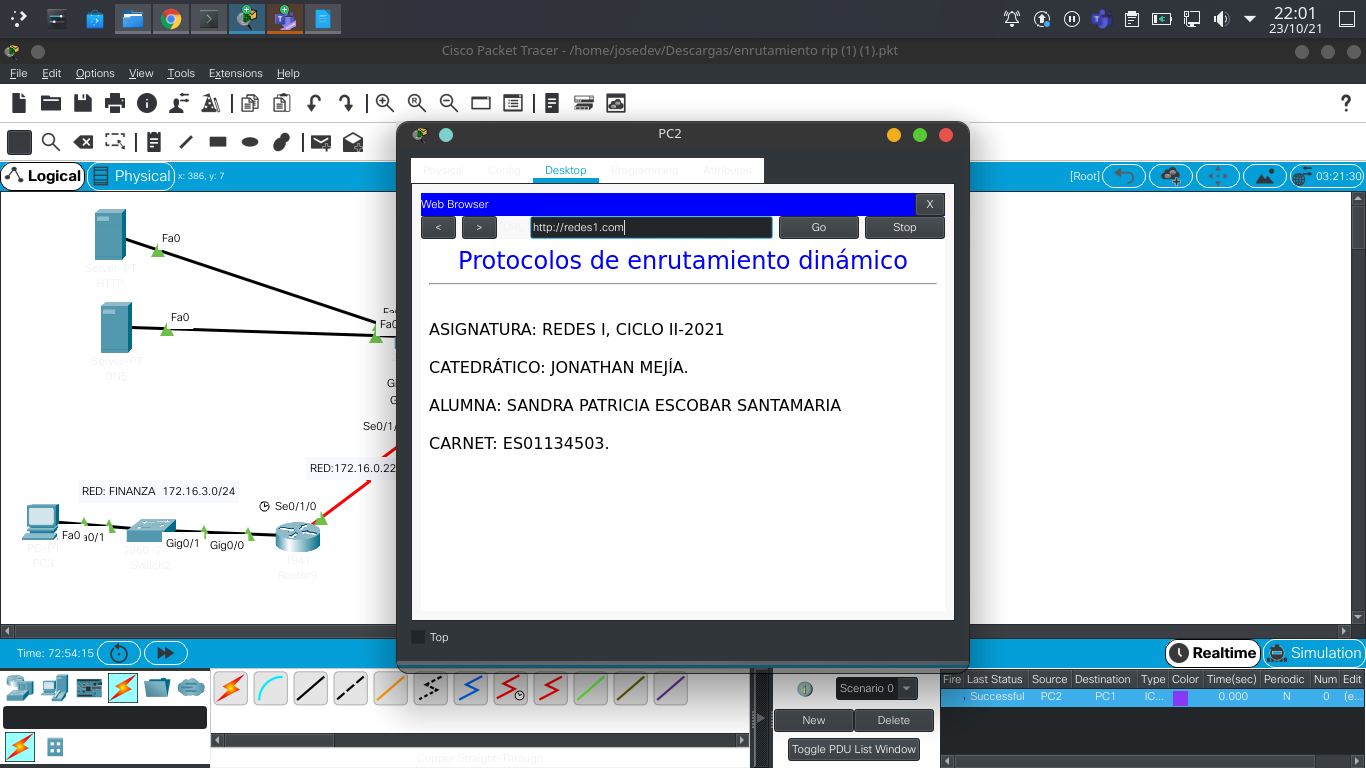 22:01
23/10/21
Cisco Packet Tracer - /home/josedev/Descargas/enrutamiento rip (1) (1).pkt
File Edit Options View Tools Extensions Help
?
PC2
Logical Physical x: 386, y: 7
[Root] 03:21:30
Physical Config Desktop Programming Attributes
Web Browser X
< > http://redes1.com Go Stop
Protocolos de enrutamiento dinámico
ASIGNATURA: REDES I, CICLO II-2021
CATEDRÁTICO: JONATHAN MEJÍA.
ALUMNA: SANDRA PATRICIA ESCOBAR SANTAMARIA
CARNET: ES01134503.
Top
Fa0
Server-PT
HTTP
Fa0
Fa0
Server-PT
DNS
Se0/1/
RED:172.16.0.22
RED: FINANZA 172.16.3.0/24
Se0/1/0
Fa0 a0/1 Gig0/1 Gig0/0
PC-PT
PC3
Switch2
1941
Router9
Time: 72:54:15
Realtime Simulation
Scenario 0
New Delete
Toggle PDU List Window
Copper Straight-Through
Fire Last Status Source Destination Type Color Time(sec) Periodic Num Edit
Successful PC2 PC1 IC... 0.000 N 0 (e...